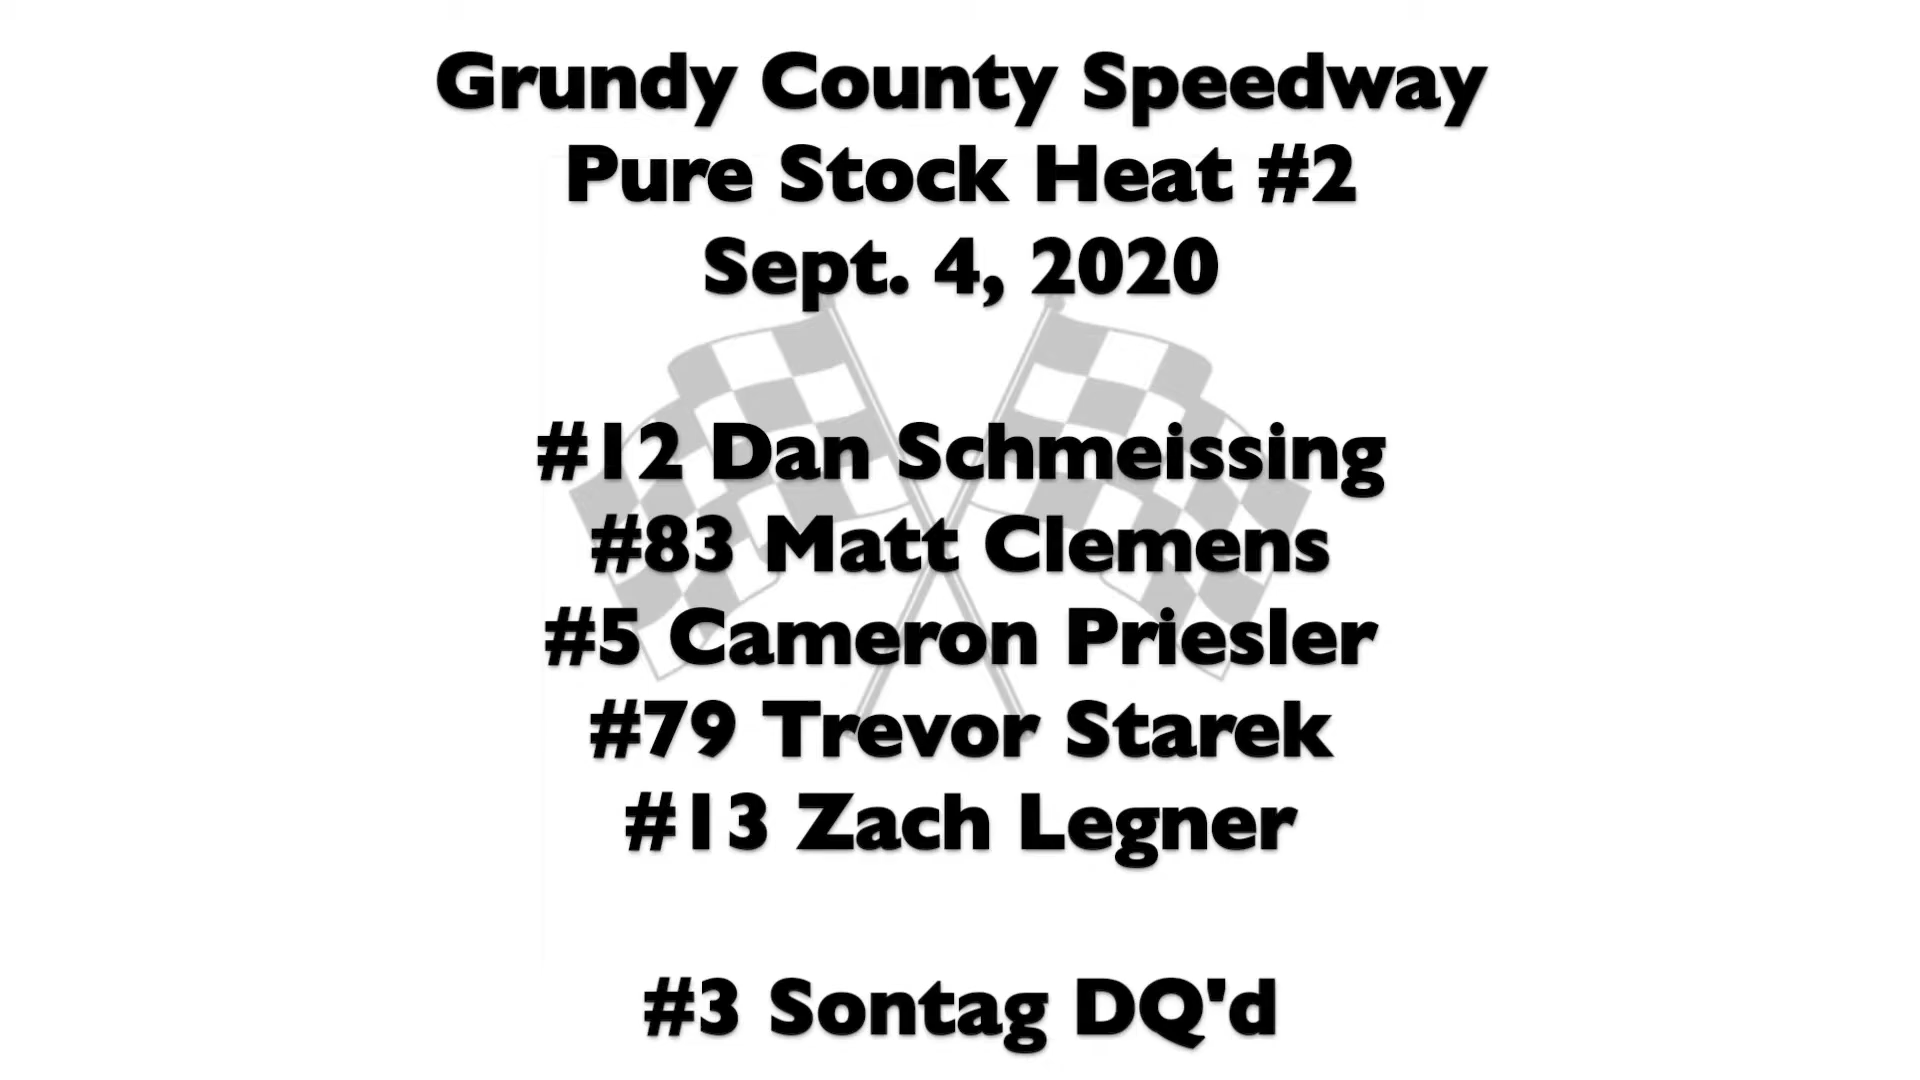 Grundy County Speedway
Pure Stock Heat #2
Sept. 4, 2020
#12 Dan Schmeissing
#83 Matt Clemens
#5 Cameron Priesler
#79 Trevor Starek
#13 Zach Legner
#3 Sontag DQ'd